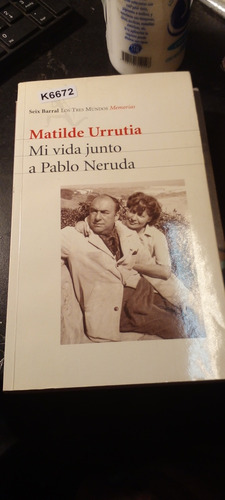 K6672
Seix Barral Los Tres Mundos Memorias
Matilde Urrutia
Mi vida junto
a Pablo Neruda